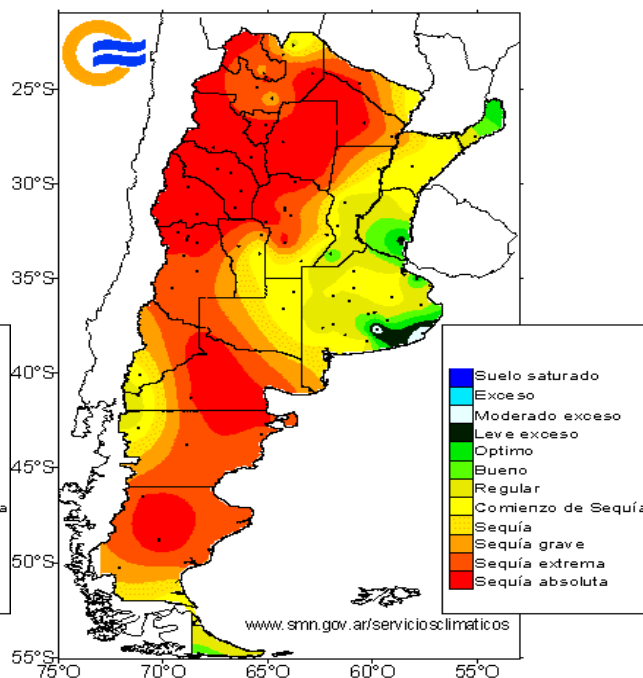 25°S
30°S
35°S
40°S
45°S
50°S
55°S
75°O
70°O
65°O
60°O
55°O
Suelo saturado
Exceso
Moderado exceso
Leve exceso
Optimo
Bueno
Regular
Comienzo de Sequía
Sequía
Sequía grave
Sequía extrema
Sequía absoluta
a
www.smn.gov.ar/serviciosclimaticos